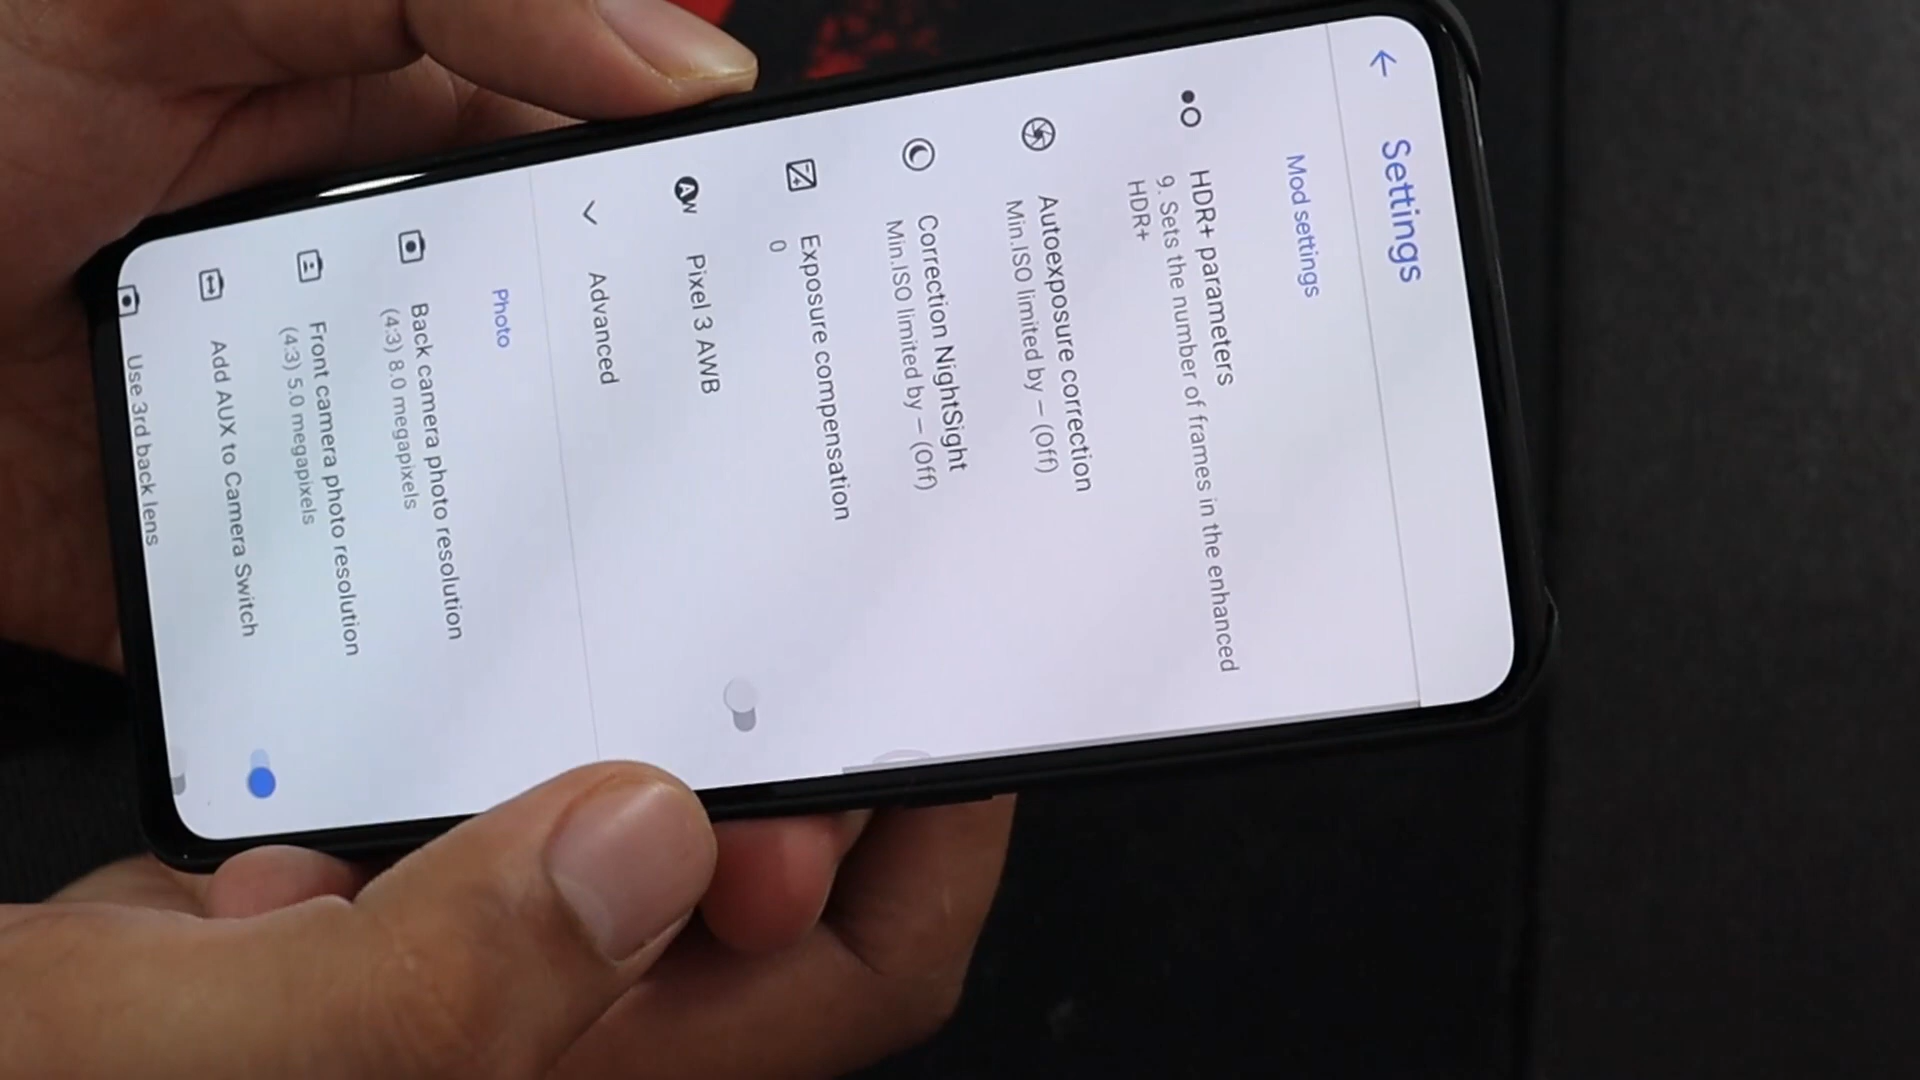 Settings
Mod settings
HDR+ parameters
9. Sets the number of frames in the enhanced
HDR+
Autoexposure correction
Min.ISO limited by – (Off)
Correction NightSight
Min.ISO limited by – (Off)
Exposure compensation
0
Pixel 3 AWB
Advanced
Photo
Back camera photo resolution
(4:3) 8.0 megapixels
Front camera photo resolution
(4:3) 5.0 megapixels
Add AUX to Camera Switch
Use 3rd back lens